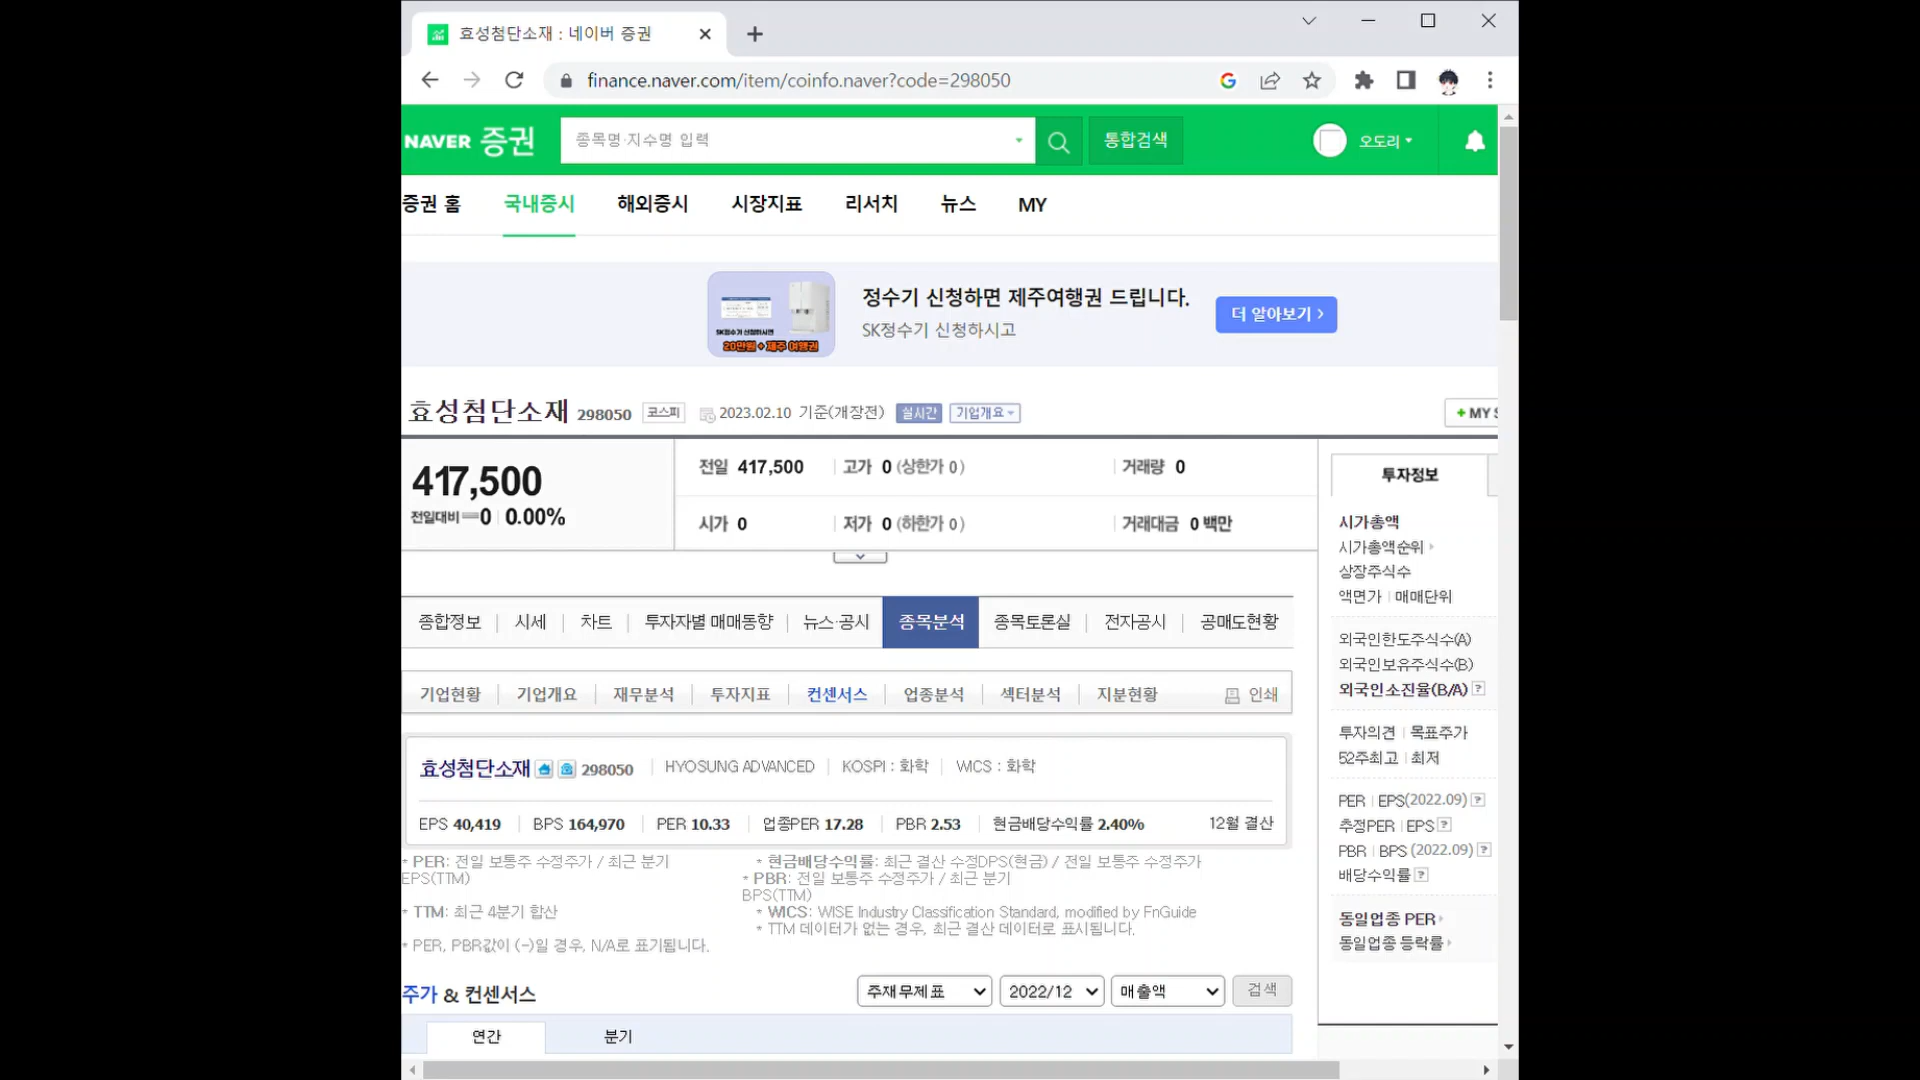 효성첨단소재 : 네이버 증권
finance.naver.com/item/coinfo.naver?code=298050
NAVER 증권
종목명·지수명 입력
통합검색
오도리
증권 홈 국내증시 해외증시 시장지표 리서치 뉴스 MY
정수기 신청하면 제주여행권 드립니다.
SK정수기 신청하시고
더 알아보기
SK정수기 신청하시면
20만원 + 제주 여행권
효성첨단소재 298050 코스피 2023.02.10 기준(개장전) 실시간 기업개요
+ MY S
417,500
전일대비 0 0.00%
전일 417,500 고가 0 (상한가 0) 거래량 0
시가 0 저가 0 (하한가 0) 거래대금 0 백만
투자정보
시가총액
시가총액순위
상장주식수
액면가 매매단위
외국인한도주식수(A)
외국인보유주식수(B)
외국인소진율(B/A) ?
투자의견 목표주가
52주최고 최저
PER EPS(2022.09) ?
추정PER EPS ?
PBR BPS (2022.09) ?
배당수익률 ?
동일업종 PER
동일업종 등락률
종합정보 시세 차트 투자자별 매매동향 뉴스·공시 종목분석 종목토론실 전자공시 공매도현황
기업현황 기업개요 재무분석 투자지표 컨센서스 업종분석 섹터분석 지분현황 인쇄
효성첨단소재 298050 HYOSUNG ADVANCED KOSPI : 화학 WICS : 화학
EPS 40,419 BPS 164,970 PER 10.33 업종PER 17.28 PBR 2.53 현금배당수익률 2.40% 12월 결산
* PER: 전일 보통주 수정주가 / 최근 분기
EPS(TTM)
* 현금배당수익률: 최근 결산 수정DPS(현금) / 전일 보통주 수정주가
* PBR: 전일 보통주 수정주가 / 최근 분기
BPS(TTM)
* TTM: 최근 4분기 합산
* WICS: WISE Industry Classification Standard, modified by FnGuide
* TTM 데이터가 없는 경우, 최근 결산 데이터로 표시됩니다.
* PER, PBR값이 (-)일 경우, N/A로 표기됩니다.
주가 & 컨센서스
주재무제표 2022/12 매출액 검색
연간 분기